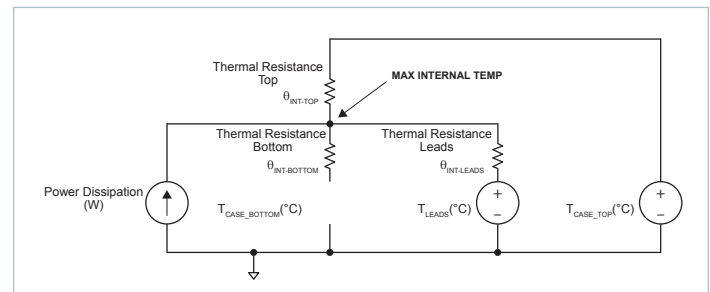 Thermal Resistance
Top
θINT-TOP
MAX INTERNAL TEMP
Thermal Resistance
Bottom
θINT-BOTTOM
Thermal Resistance
Leads
θINT-LEADS
Power Dissipation
(W)
TCASE_BOTTOM(°C)
+
TLEADS(°C)
–
+
TCASE_TOP(°C)
–